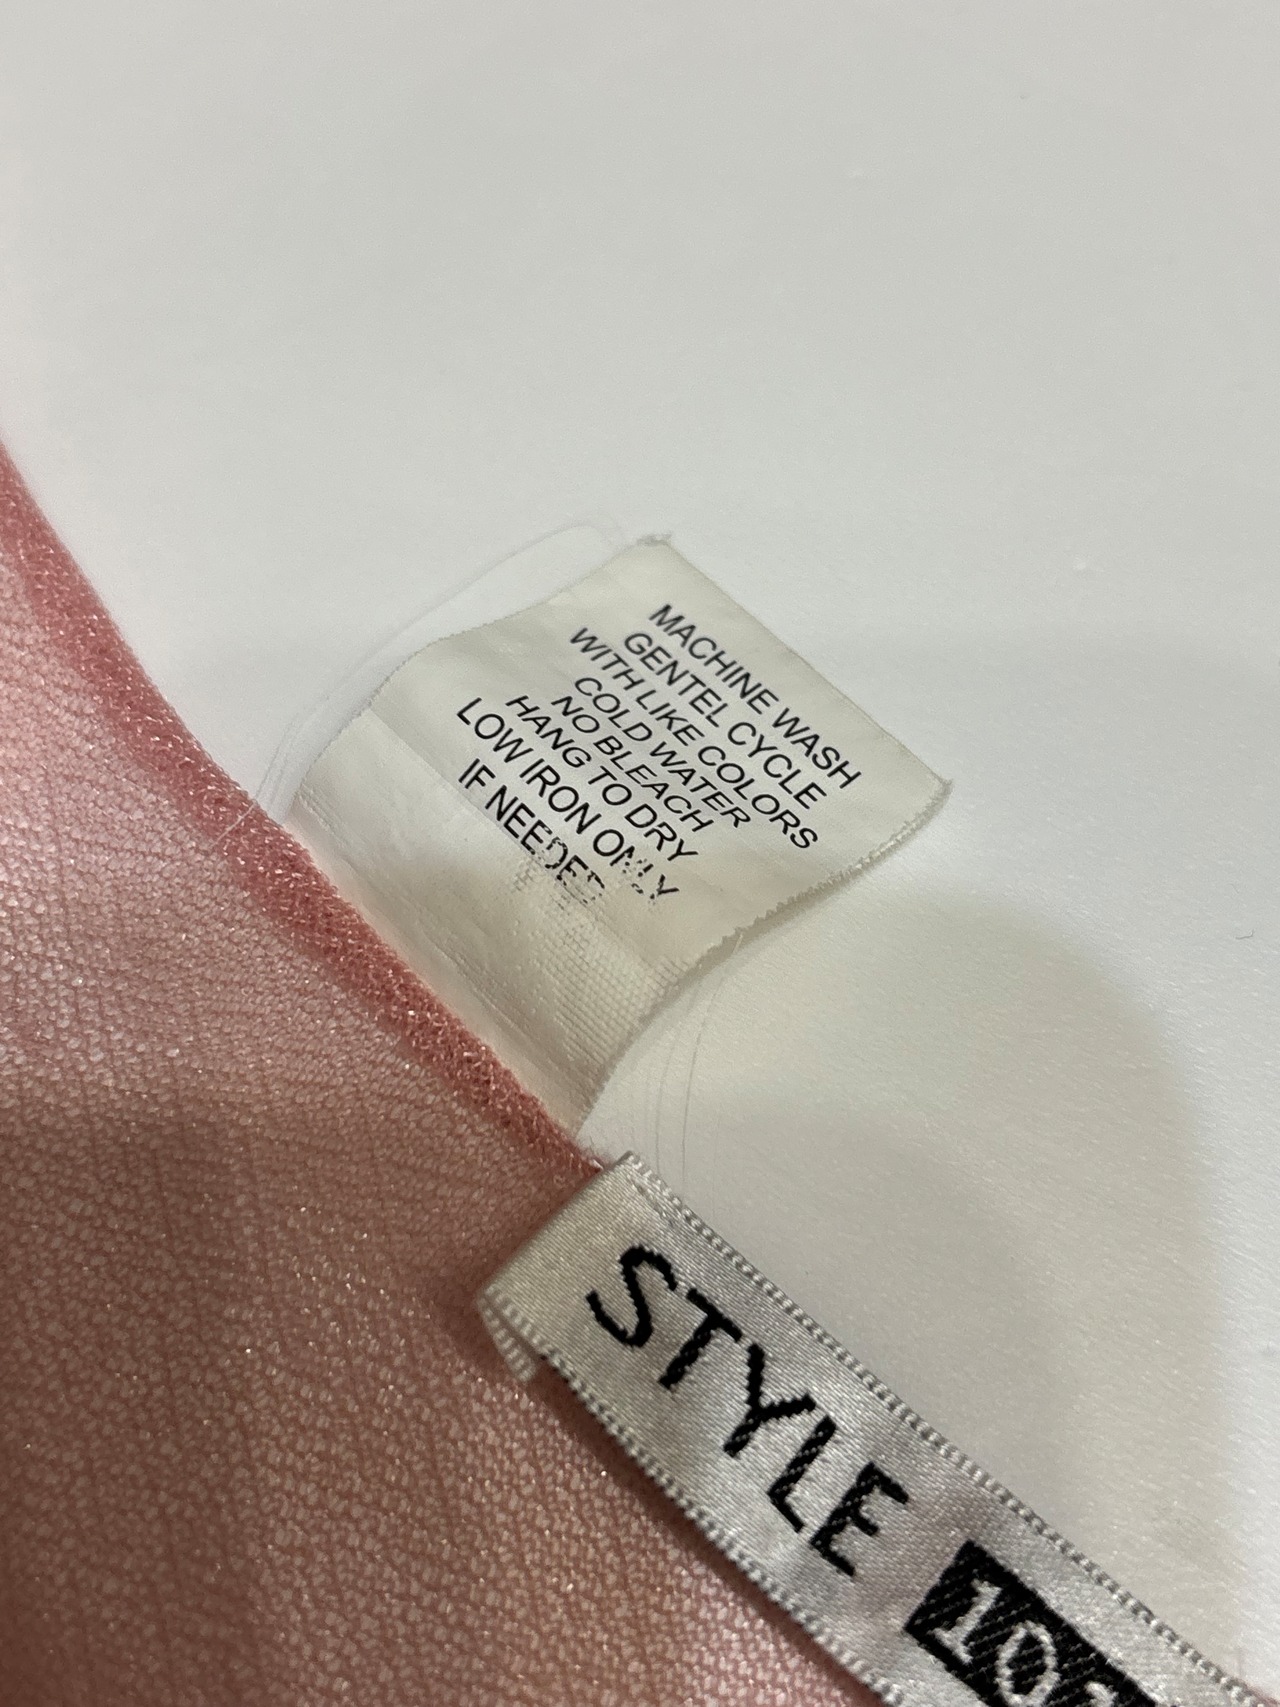 MACHINE WASH
GENTEL CYCLE
WITH LIKE COLORS
COLD WATER
NO BLEACH
HANG TO DRY
LOW IRON ONLY
IF NEEDED
STYLE